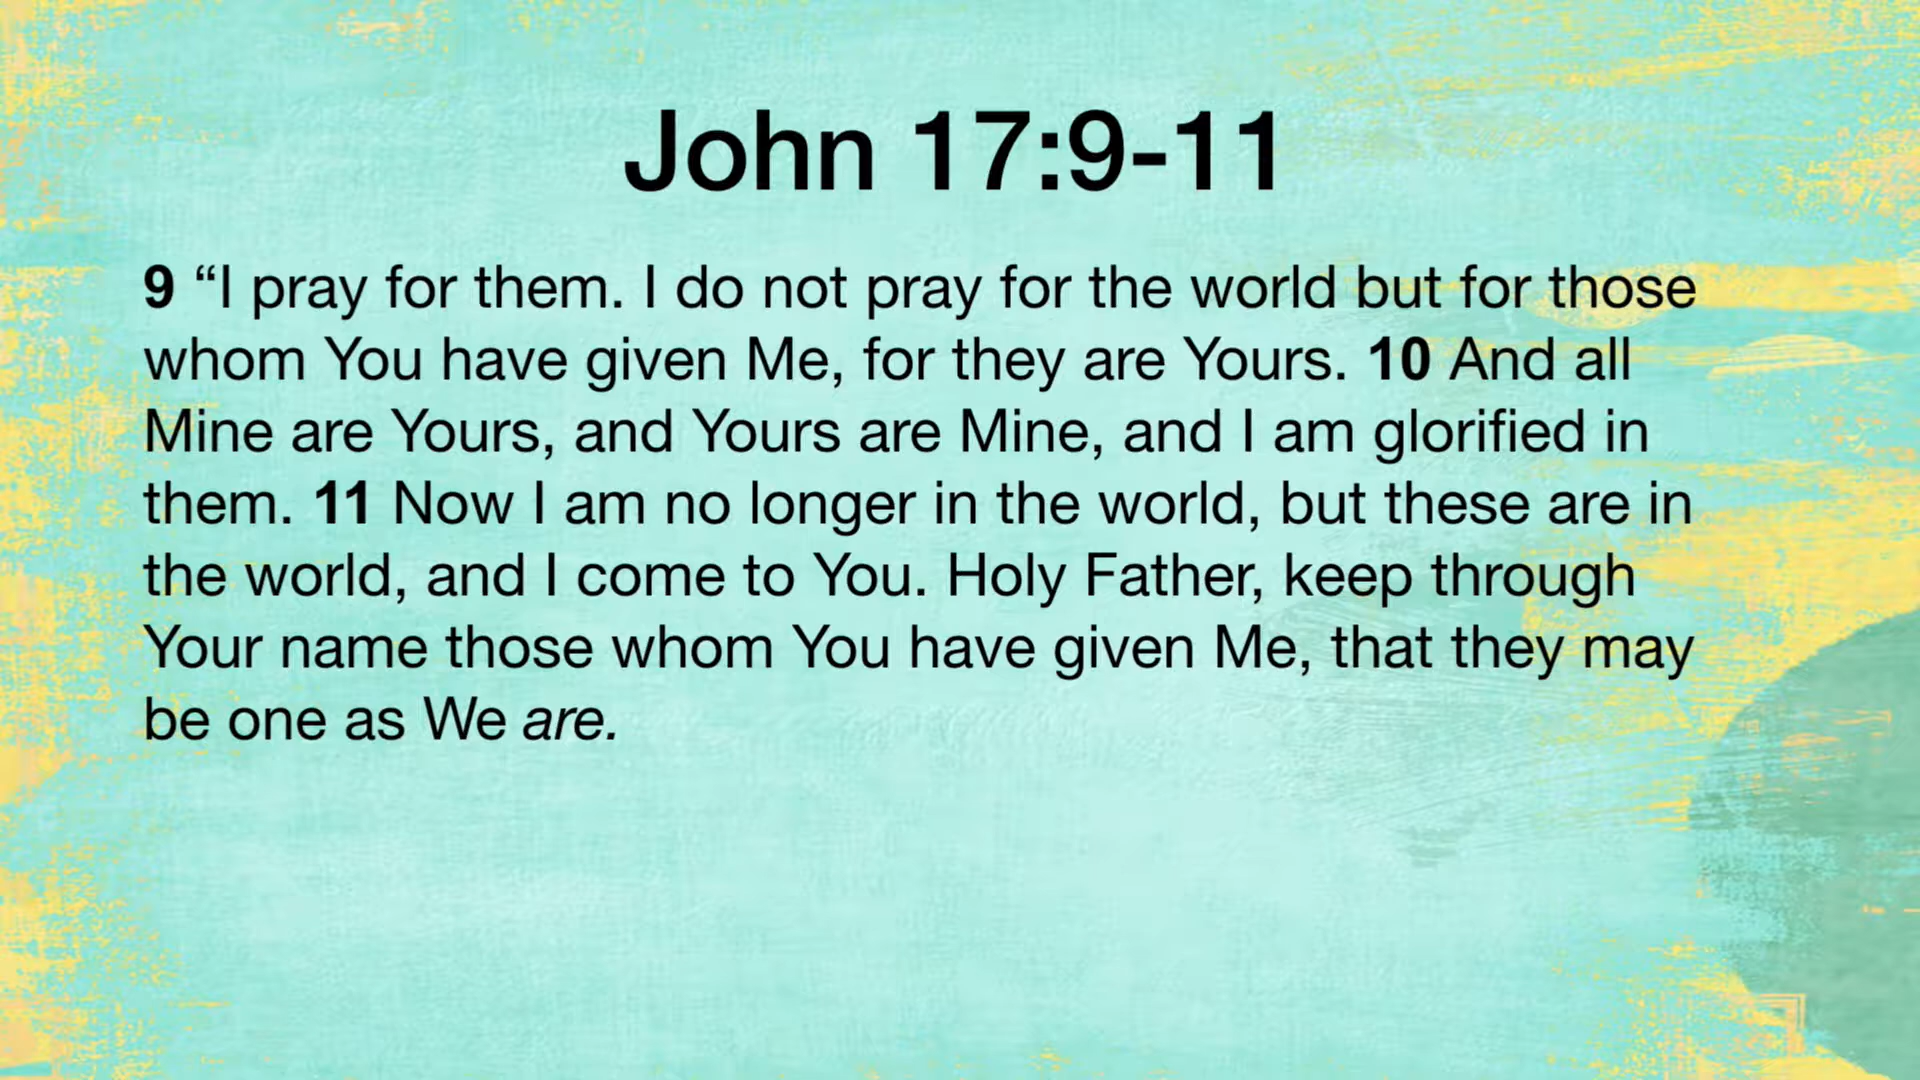 John 17:9-11
9 “I pray for them. I do not pray for the world but for those
whom You have given Me, for they are Yours. 10 And all
Mine are Yours, and Yours are Mine, and I am glorified in
them. 11 Now I am no longer in the world, but these are in
the world, and I come to You. Holy Father, keep through
Your name those whom You have given Me, that they may
be one as We are.